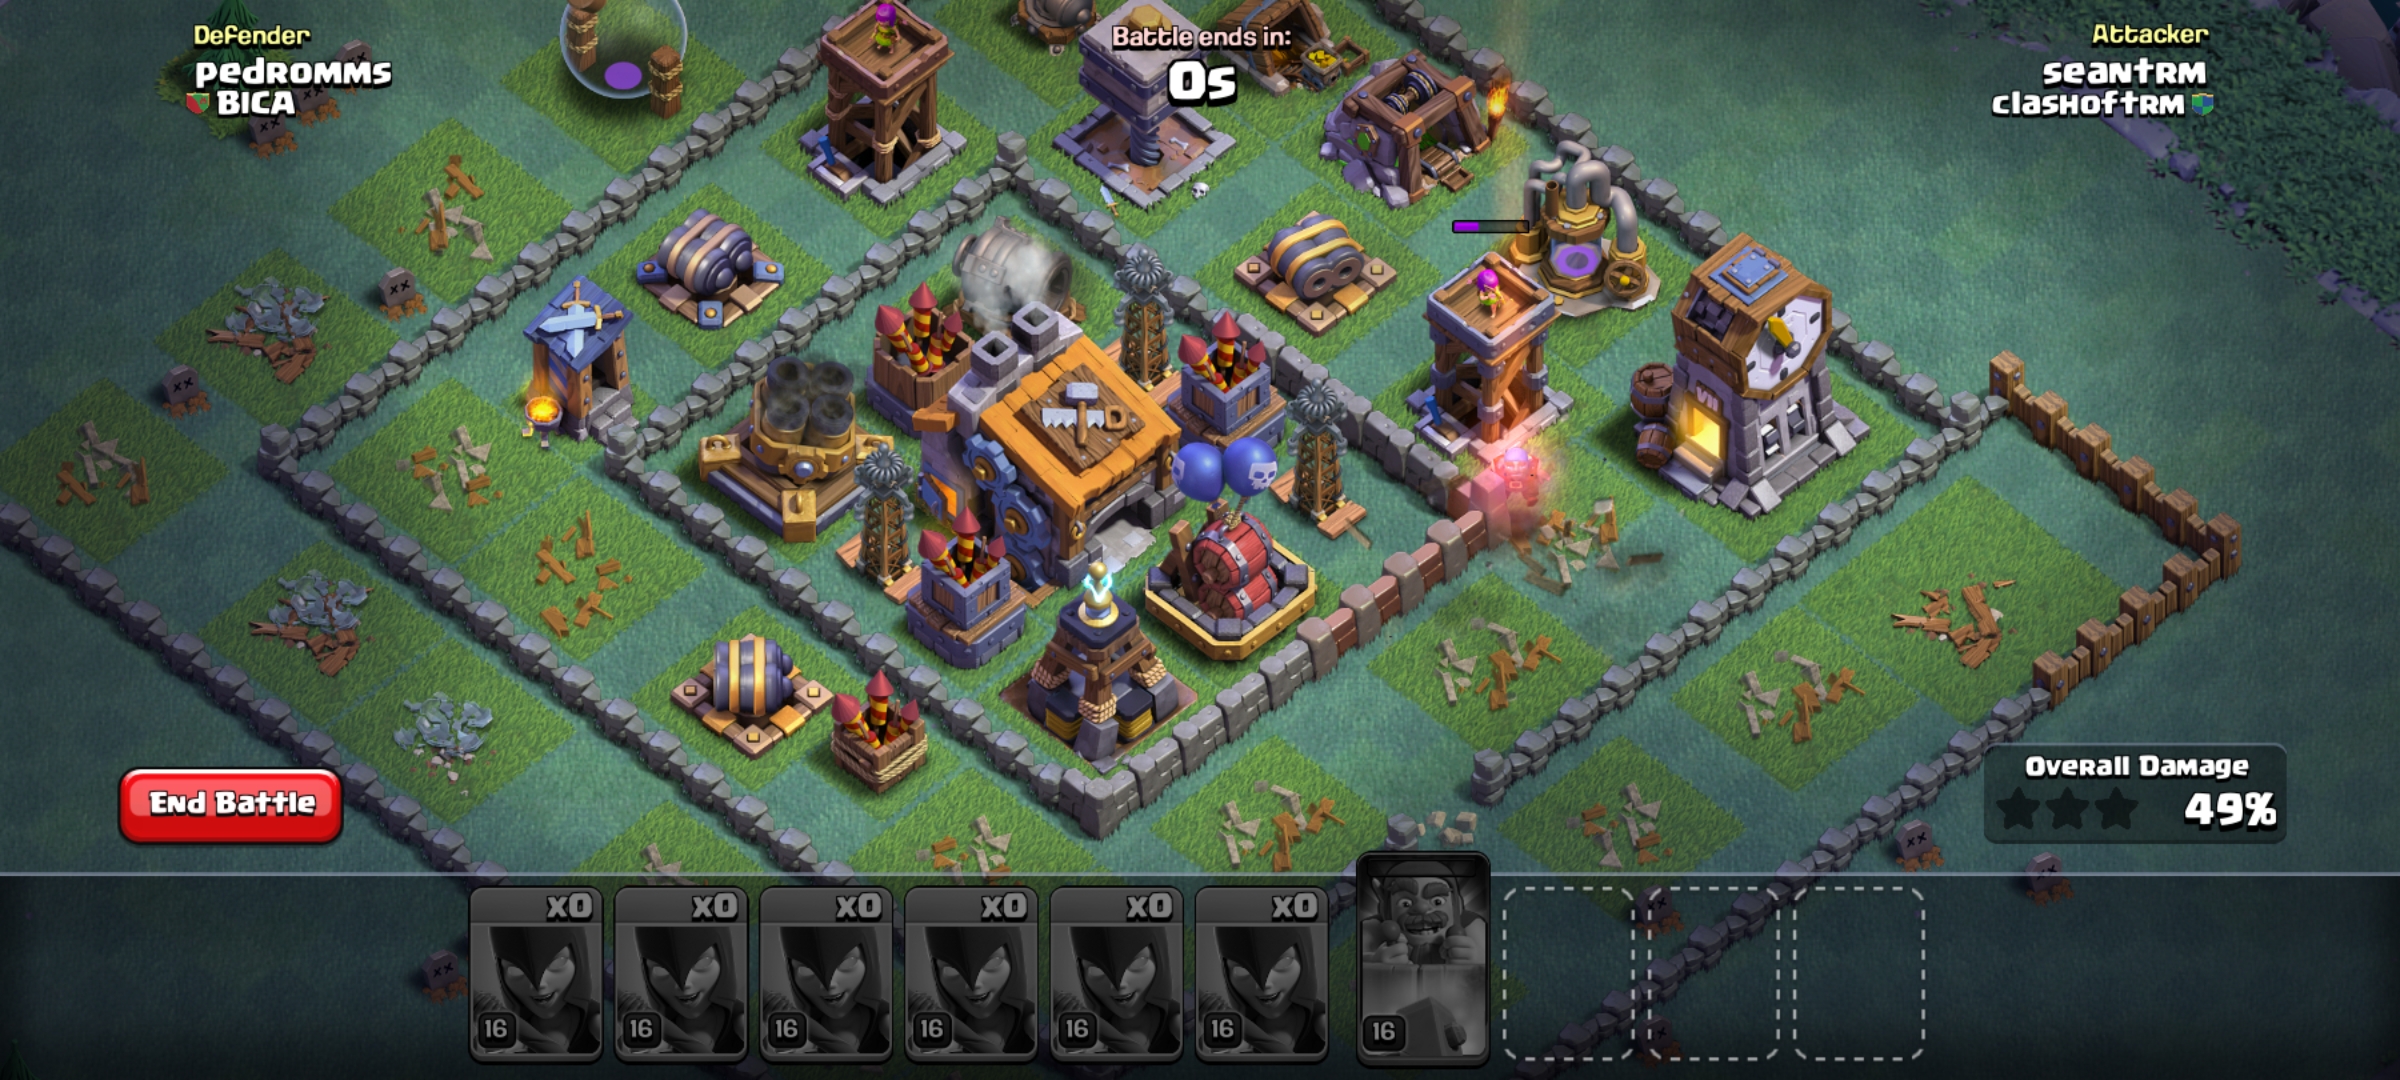 Defender
pedromms
BICA
Battle ends in:
0s
Attacker
seantrm
clashoftrm
VII
End Battle
Overall Damage
49%
x0
x0
x0
x0
x0
x0
16
16
16
16
16
16
16